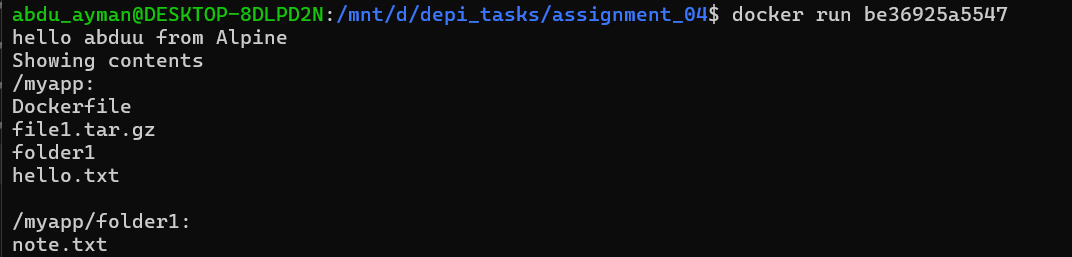 abdu_ayman@DESKTOP-8DLPD2N:/mnt/d/depi_tasks/assignment_04$ docker run be36925a5547
hello abduu from Alpine
Showing contents
/myapp:
Dockerfile
file1.tar.gz
folder1
hello.txt

/myapp/folder1:
note.txt